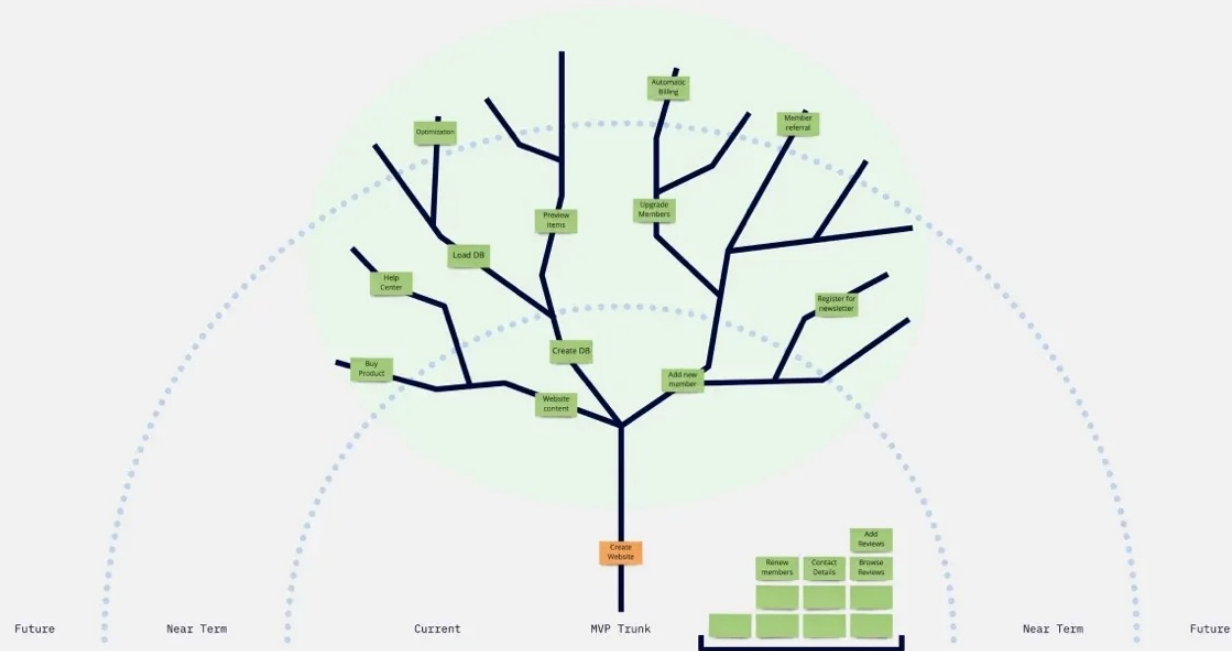 Automatic
Billing
Member
referral
Optimization
Upgrade
Members
Preview
items
Load DB
Help
Center
Register for
newsletter
Create DB
Buy
Product
Add new
member
Website
content
Create
Website
Add
Reviews
Renew
members
Contact
Details
Browse
Reviews
Future
Near Term
Current
MVP Trunk
Near Term
Future